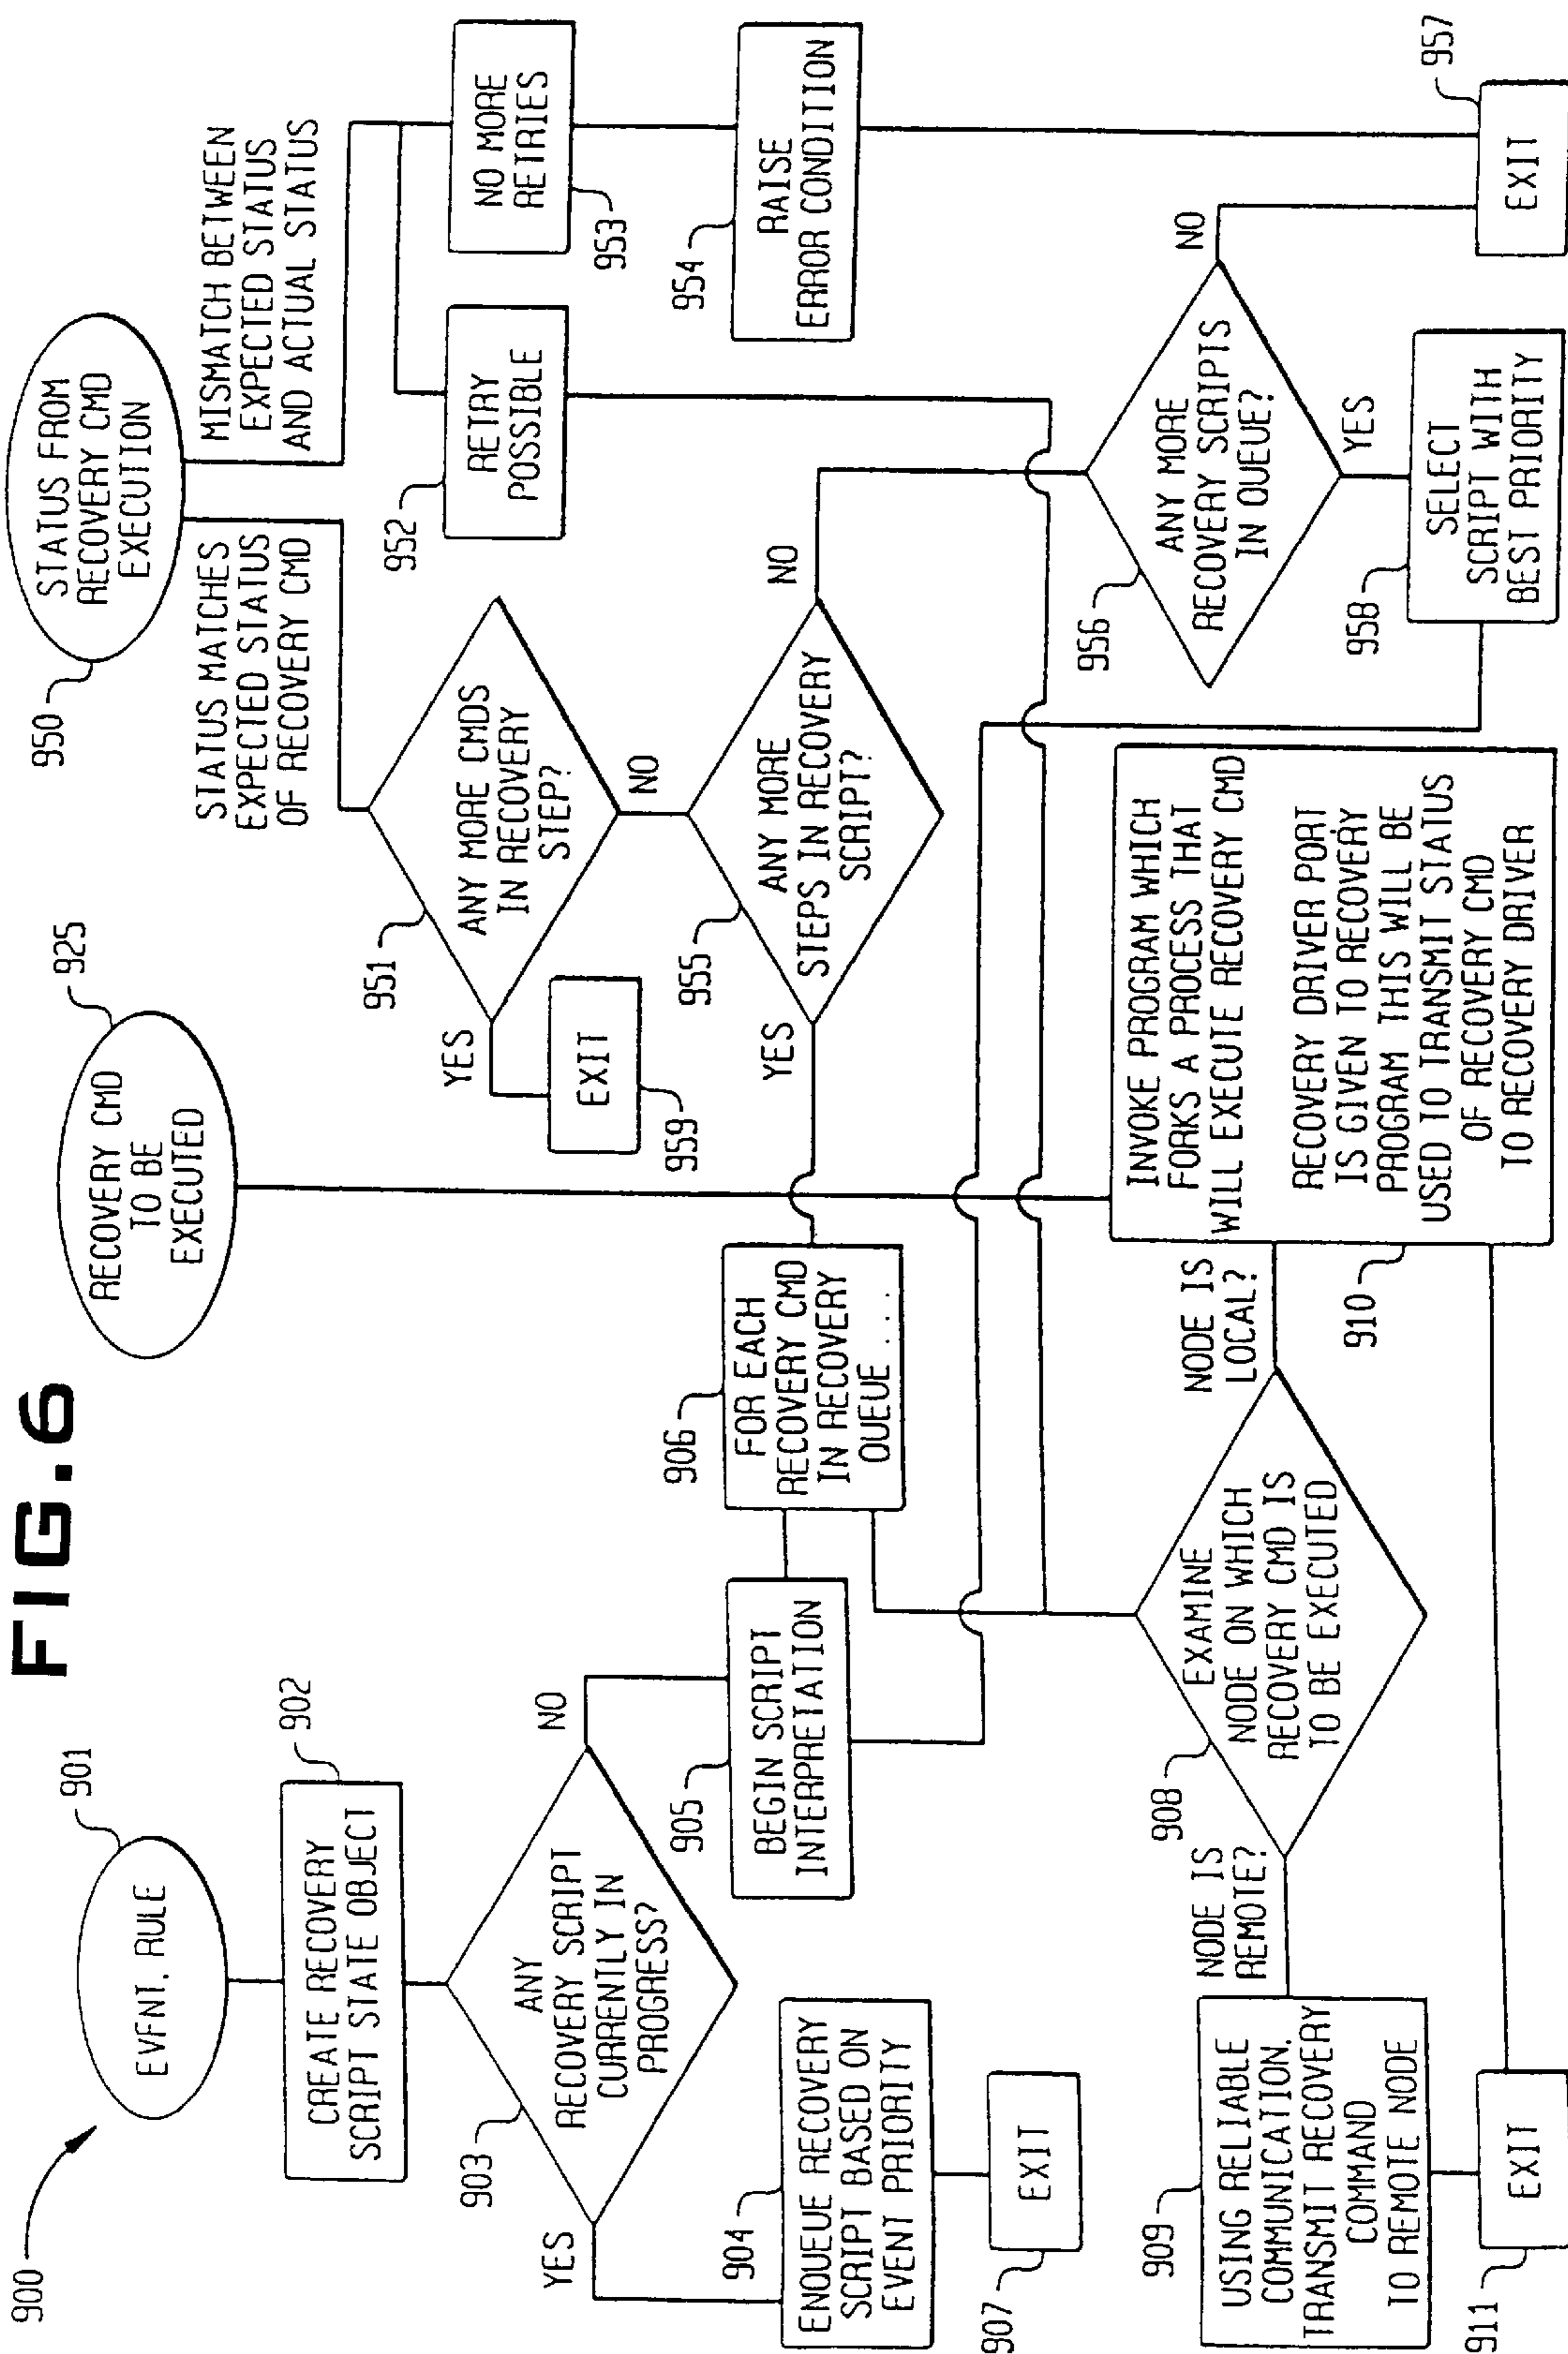 FIG.6
900
901
EVENT, RULE
902
CREATE RECOVERY
SCRIPT STATE OBJECT
903
ANY
RECOVERY SCRIPT
CURRENTLY IN
PROGRESS?
YES
NO
904
ENQUEUE RECOVERY
SCRIPT BASED ON
EVENT PRIORITY
907
EXIT
905
BEGIN SCRIPT
INTERPRETATION
906
FOR EACH
RECOVERY CMD
IN RECOVERY
QUEUE ...
908
EXAMINE
NODE ON WHICH
RECOVERY CMD IS
TO BE EXECUTED
NODE IS
REMOTE?
NODE IS
LOCAL?
909
USING RELIABLE
COMMUNICATION,
TRANSMIT RECOVERY
COMMAND
TO REMOTE NODE
911
EXIT
910
INVOKE PROGRAM WHICH
FORKS A PROCESS THAT
WILL EXECUTE RECOVERY CMD
RECOVERY DRIVER PORT
IS GIVEN TO RECOVERY
PROGRAM THIS WILL BE
USED TO TRANSMIT STATUS
OF RECOVERY CMD
TO RECOVERY DRIVER
925
RECOVERY CMD
TO BE
EXECUTED
950
STATUS FROM
RECOVERY CMD
EXECUTION
STATUS MATCHES
EXPECTED STATUS
OF RECOVERY CMD
MISMATCH BETWEEN
EXPECTED STATUS
AND ACTUAL STATUS
951
ANY MORE CMDS
IN RECOVERY
STEP?
YES
NO
EXIT
959
952
RETRY
POSSIBLE
NO MORE
RETRIES
953
954
RAISE
ERROR CONDITION
955
ANY MORE
STEPS IN RECOVERY
SCRIPT?
YES
NO
956
ANY MORE
RECOVERY SCRIPTS
IN QUEUE?
NO
YES
958
SELECT
SCRIPT WITH
BEST PRIORITY
957
EXIT